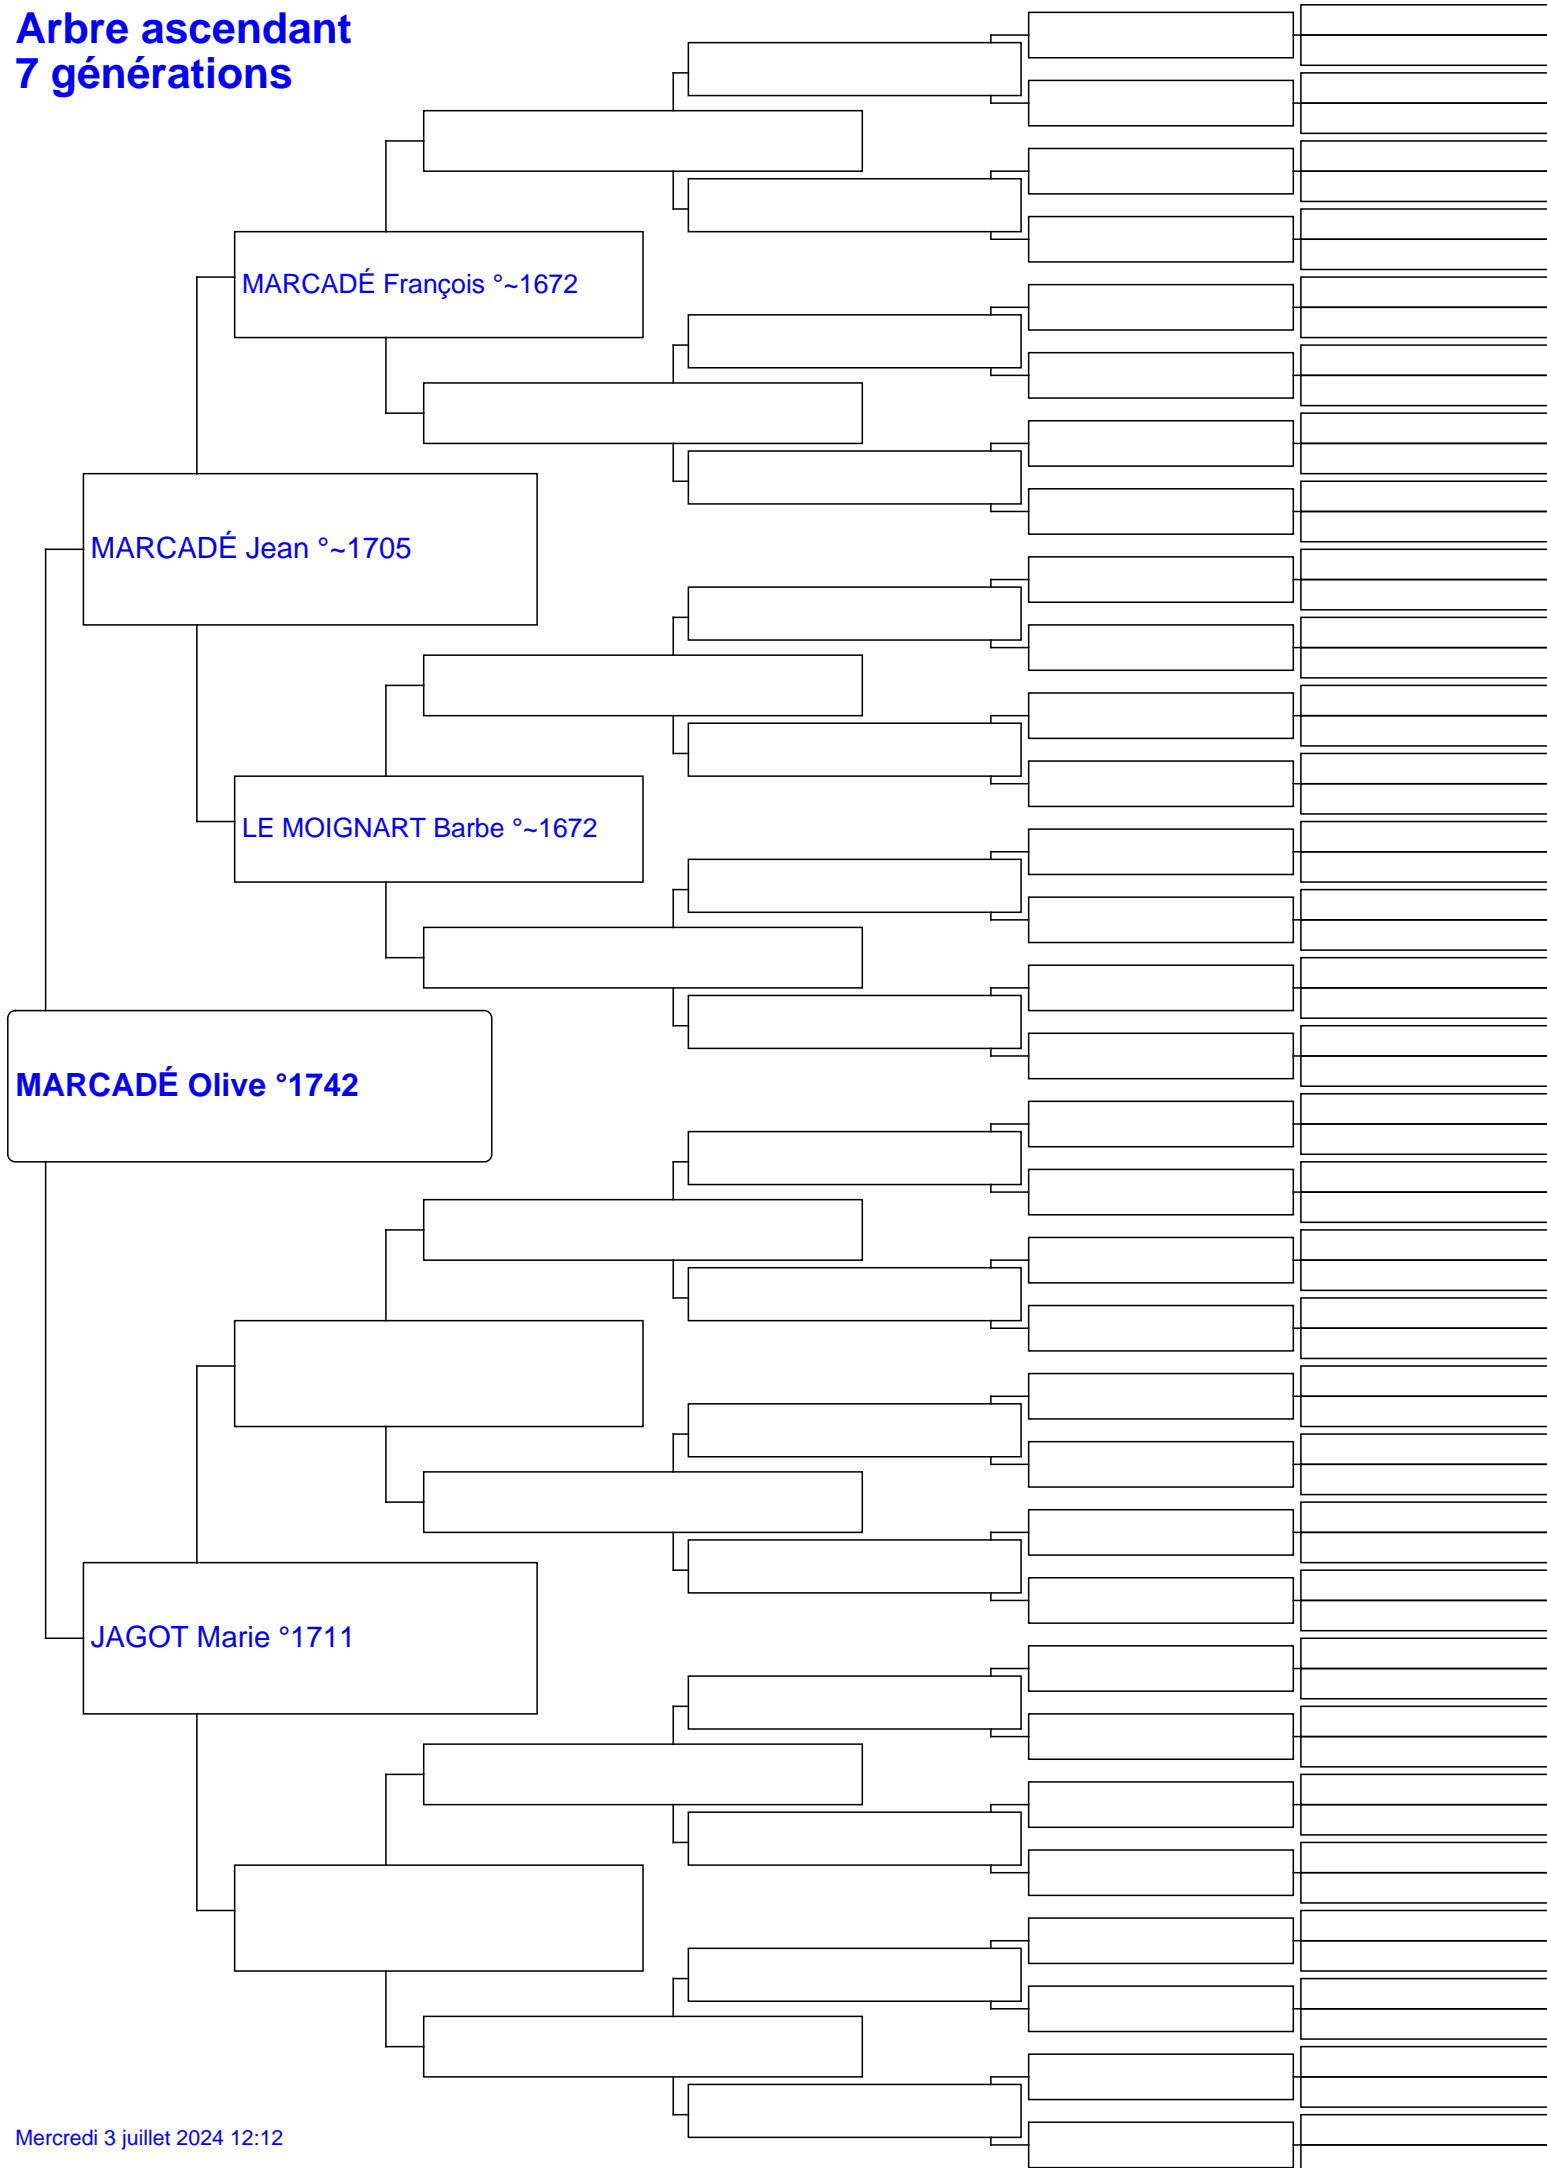 Arbre ascendant
7 générations
MARCADÉ François °~1672
MARCADÉ Jean °~1705
LE MOIGNART Barbe °~1672
MARCADÉ Olive °1742
JAGOT Marie °1711
Mercredi 3 juillet 2024 12:12